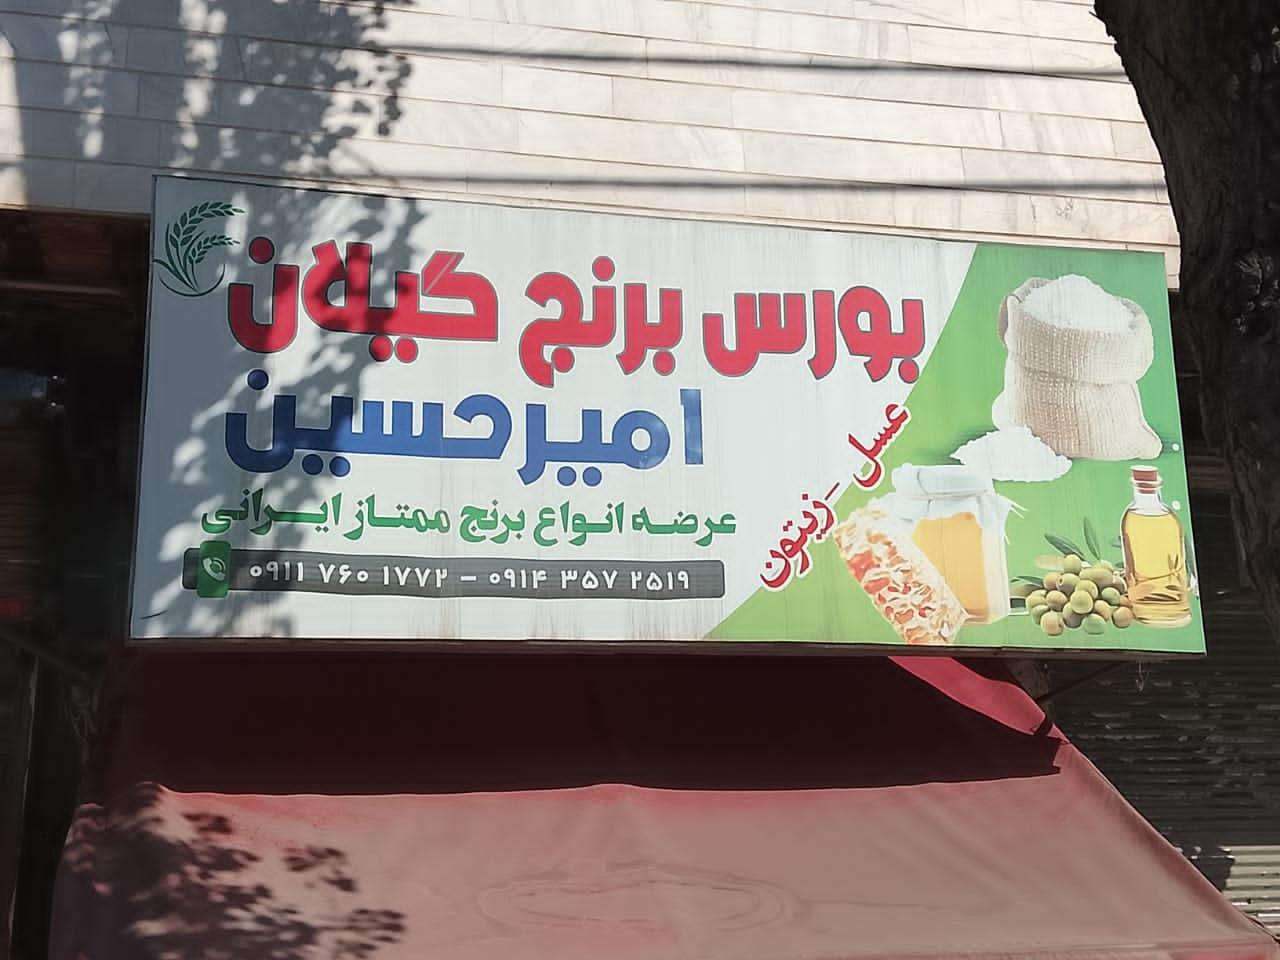 بورس برنج گیلان
امیرحسین
عرضه انواع برنج ممتاز ایرانی
۰۹۱۱ ۷۶۰ ۱۷۷۲ - ۰۹۱۴ ۳۵۷ ۲۵۱۹
عسل - زیتون